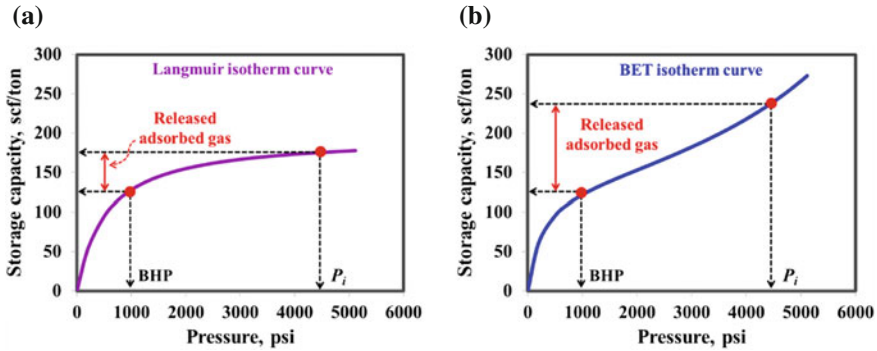 (a)
Storage capacity, scf/ton
300
250
200
150
100
50
0
Langmuir isotherm curve
Released
adsorbed gas
BHP
Pi
0 1000 2000 3000 4000 5000 6000
Pressure, psi
(b)
Storage capacity, scf/ton
300
250
200
150
100
50
0
BET isotherm curve
Released
adsorbed gas
BHP
Pi
0 1000 2000 3000 4000 5000 6000
Pressure, psi